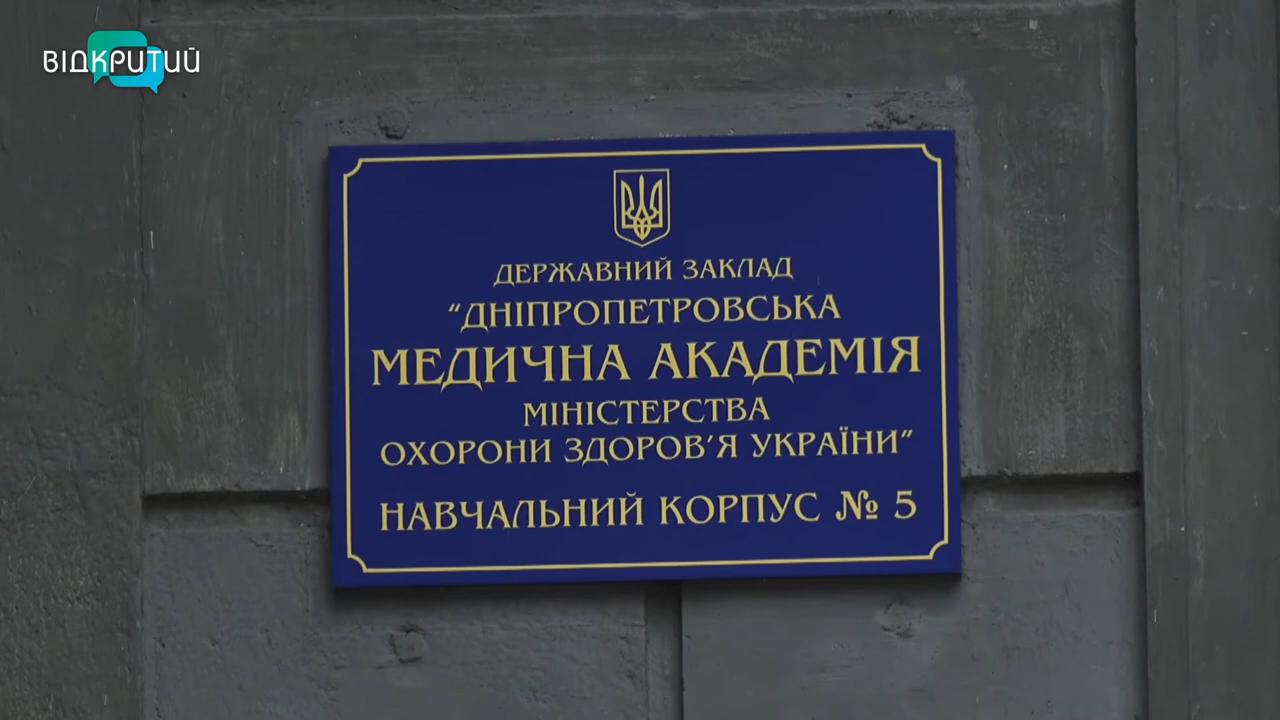 ВІДКРИТИЙ
ДЕРЖАВНИЙ ЗАКЛАД
“ДНІПРОПЕТРОВСЬКА
МЕДИЧНА АКАДЕМІЯ
МІНІСТЕРСТВА
ОХОРОНИ ЗДОРОВ’Я УКРАЇНИ”
НАВЧАЛЬНИЙ КОРПУС № 5